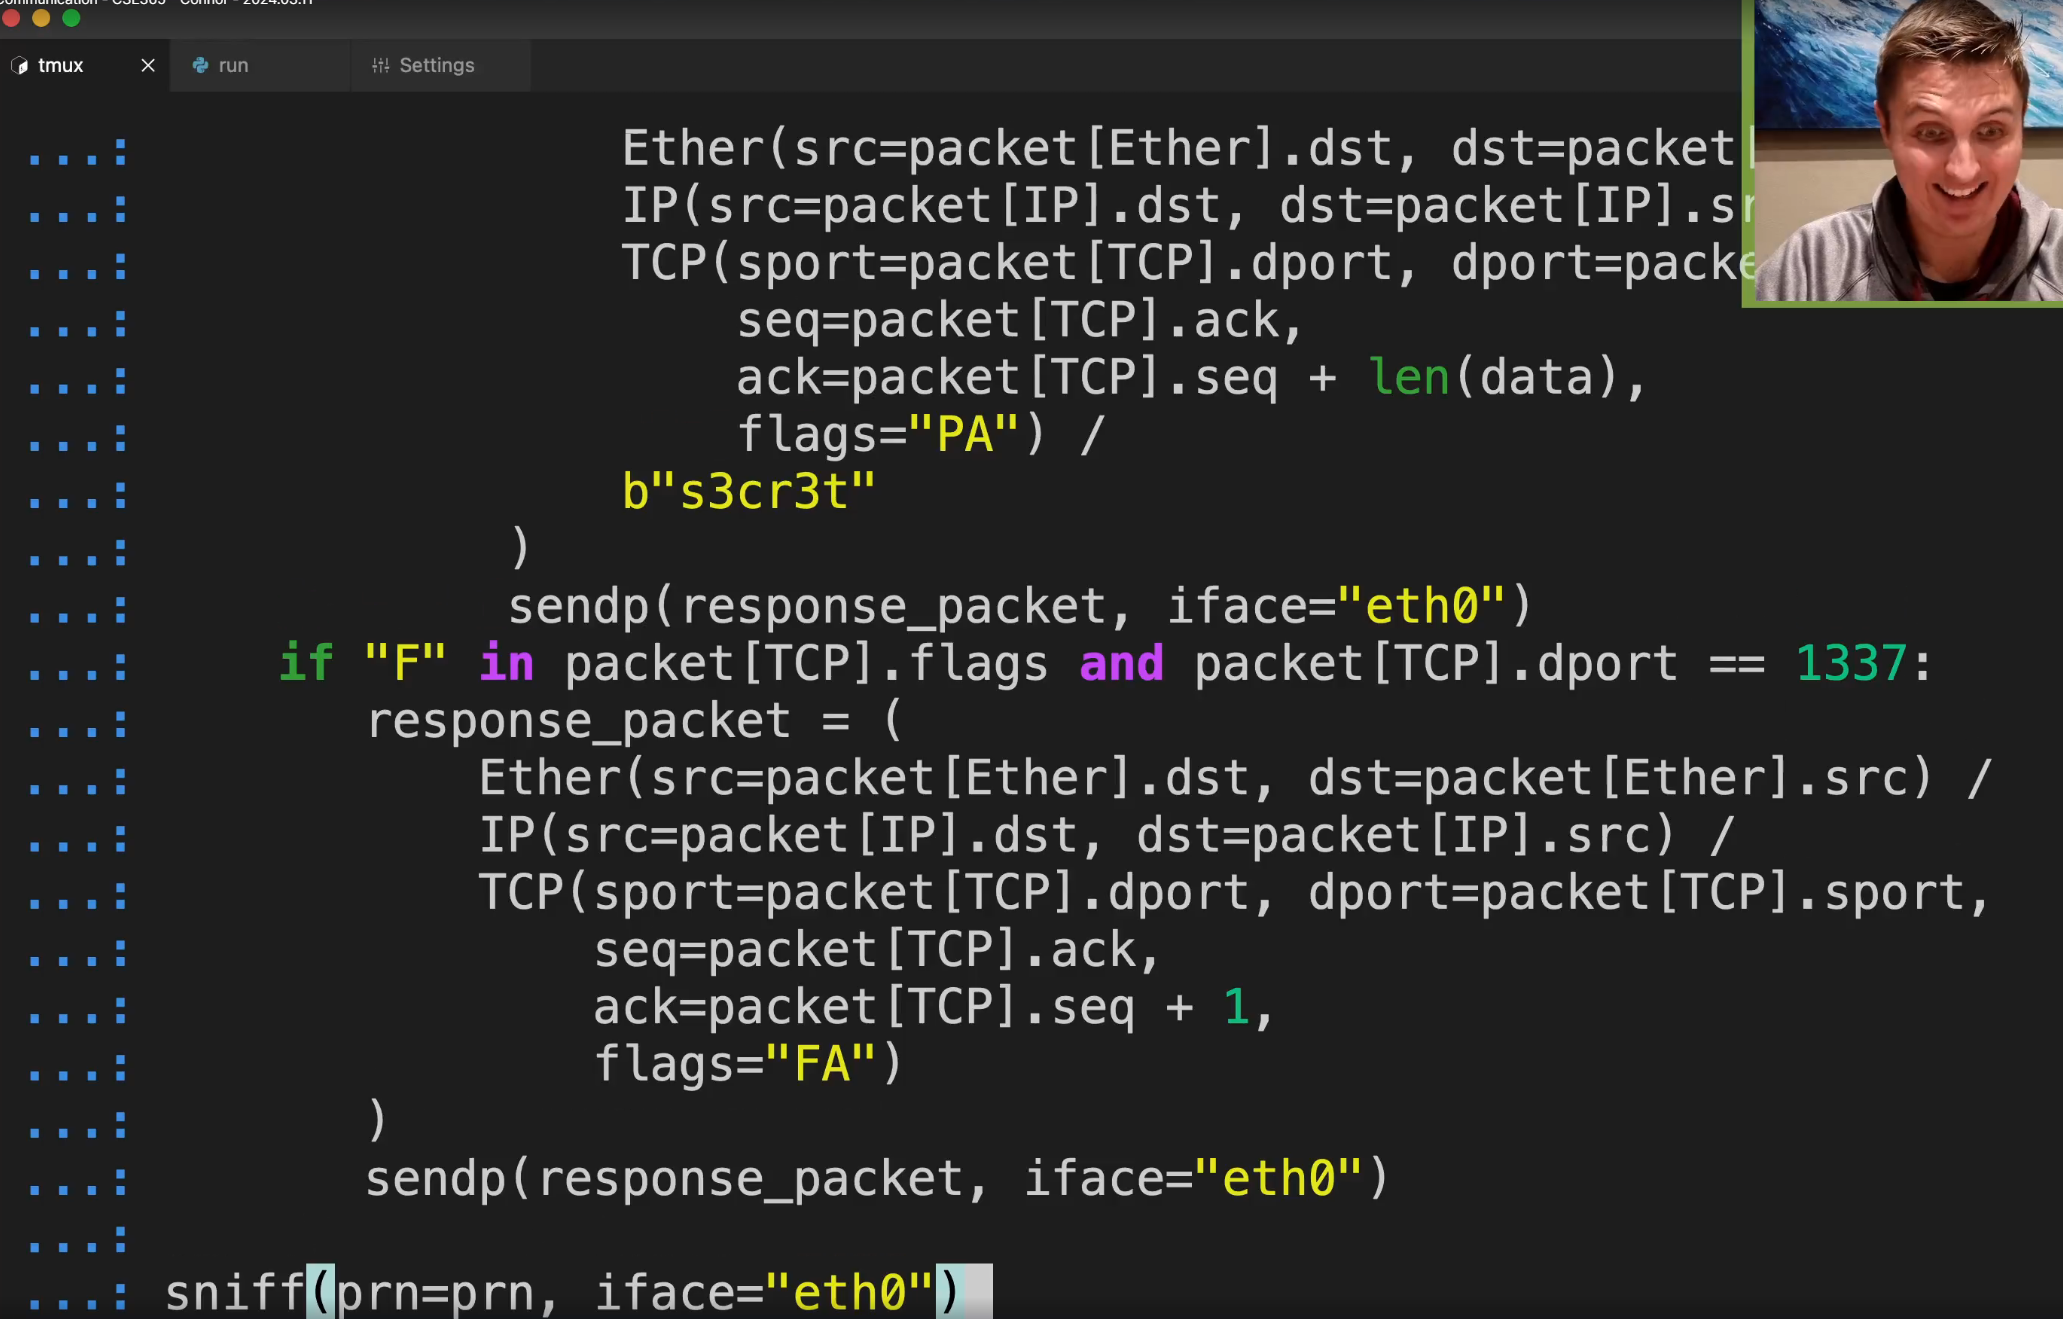 ommunication - CSE365 - Connor - 2024.03.11
tmux × run Settings
...: Ether(src=packet[Ether].dst, dst=packet[
...: IP(src=packet[IP].dst, dst=packet[IP].sr
...: TCP(sport=packet[TCP].dport, dport=packe
...: seq=packet[TCP].ack,
...: ack=packet[TCP].seq + len(data),
...: flags="PA") /
...: b"s3cr3t"
...: )
...: sendp(response_packet, iface="eth0")
...: if "F" in packet[TCP].flags and packet[TCP].dport == 1337:
...: response_packet = (
...: Ether(src=packet[Ether].dst, dst=packet[Ether].src) /
...: IP(src=packet[IP].dst, dst=packet[IP].src) /
...: TCP(sport=packet[TCP].dport, dport=packet[TCP].sport,
...: seq=packet[TCP].ack,
...: ack=packet[TCP].seq + 1,
...: flags="FA")
...: )
...: sendp(response_packet, iface="eth0")
...:
...: sniff(prn=prn, iface="eth0")